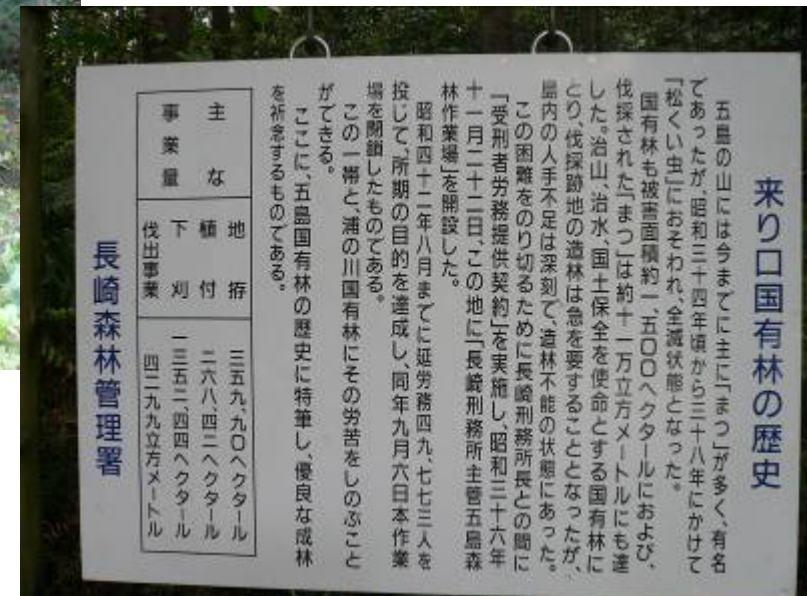 来り口国有林の歴史
五島の山には今までに主に「まつ」が多く、有名
であったが、昭和三十四年頃から三十八年にかけて
「松くい虫」におそわれ、全滅状態となった。
国有林も被害面積約一、五〇〇ヘクタールにおよび、
伐採された「まつ」は約十一万立方メートルにも達
した。治山、治水、国土保全を使命とする国有林に
とり、伐採跡地の造林は急を要することとなったが、
島内の人手不足は深刻で、造林不能の状態にあった。
この困難をのり切るために長崎刑務所長との間に
「受刑者労務提供契約」を実施し、昭和三十六年
十一月二十二日、この地に「長崎刑務所主管五島森
林作業場」を開設した。
昭和四十二年八月までに延労務四九、七七三人を
投じて、所期の目的を達成し、同年九月六日本作業
場を閉鎖したものである。
この一帯と、浦の川国有林にその労苦をしのぶこと
ができる。
ここに、五島国有林の歴史に特筆し、優良な成林
を祈念するものである。
主な
事業量
地拵 三五九、九〇ヘクタール
植付 二六八、四二ヘクタール
下刈 一三五二、四四ヘクタール
伐出事業 四二九九立方メートル
長崎森林管理署